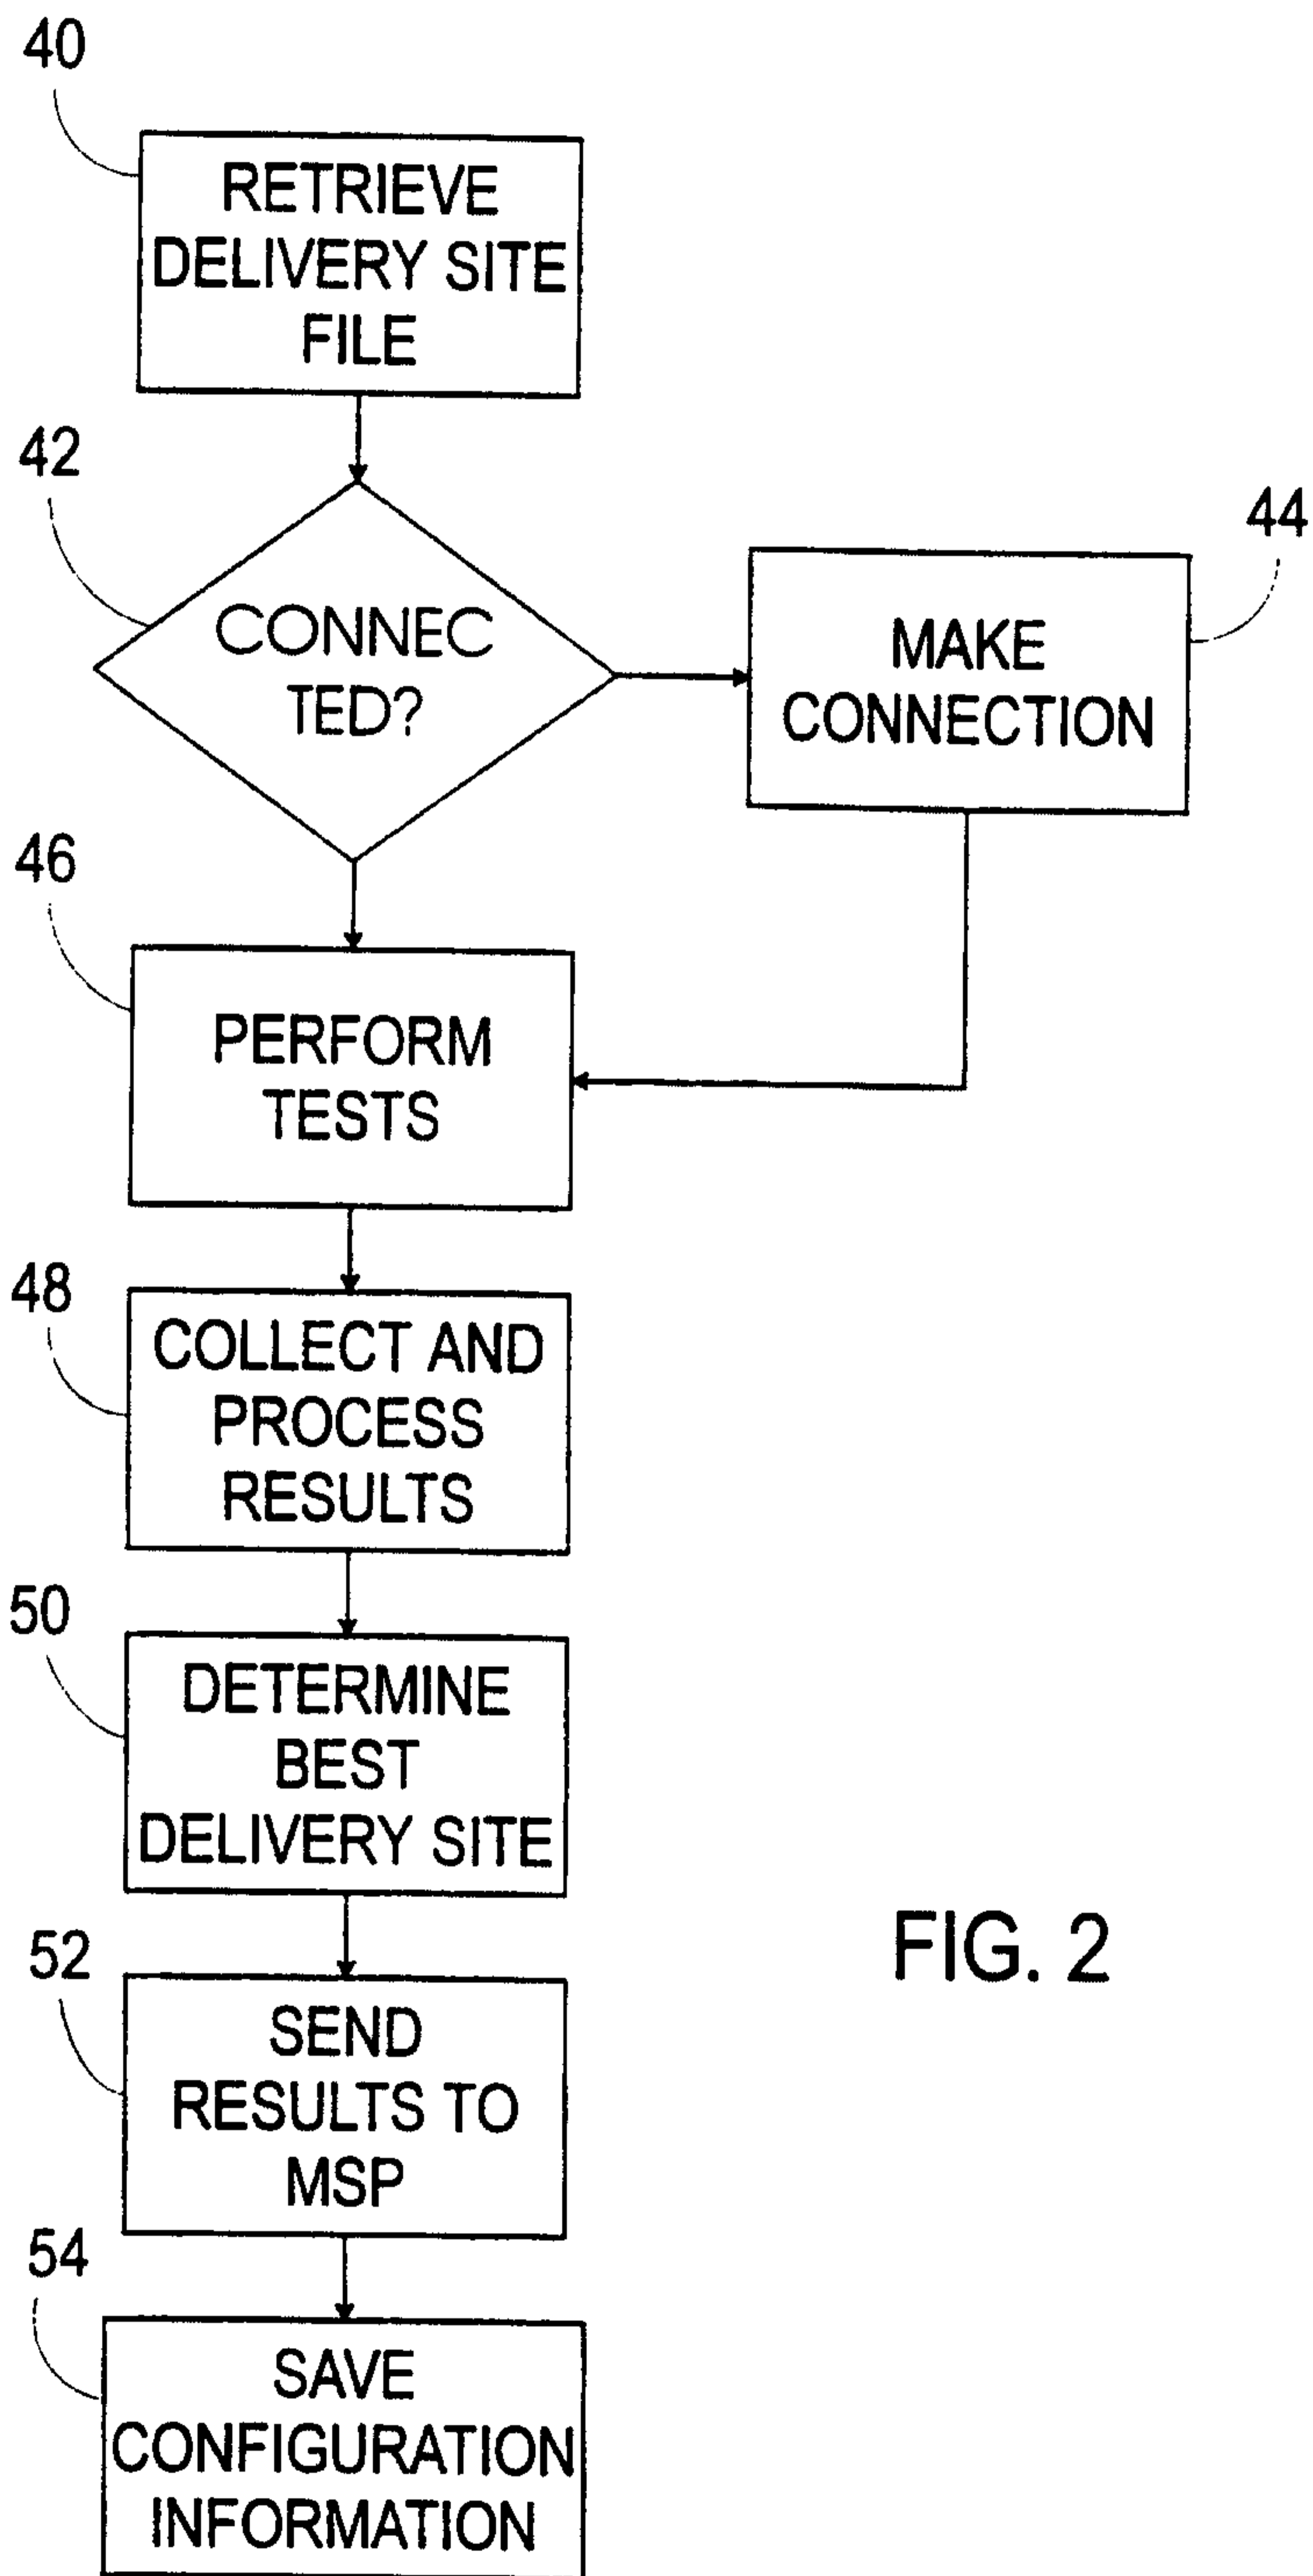 40
RETRIEVE
DELIVERY SITE
FILE
42
CONNEC
TED?
44
MAKE
CONNECTION
46
PERFORM
TESTS
48
COLLECT AND
PROCESS
RESULTS
50
DETERMINE
BEST
DELIVERY SITE
52
SEND
RESULTS TO
MSP
FIG. 2
54
SAVE
CONFIGURATION
INFORMATION